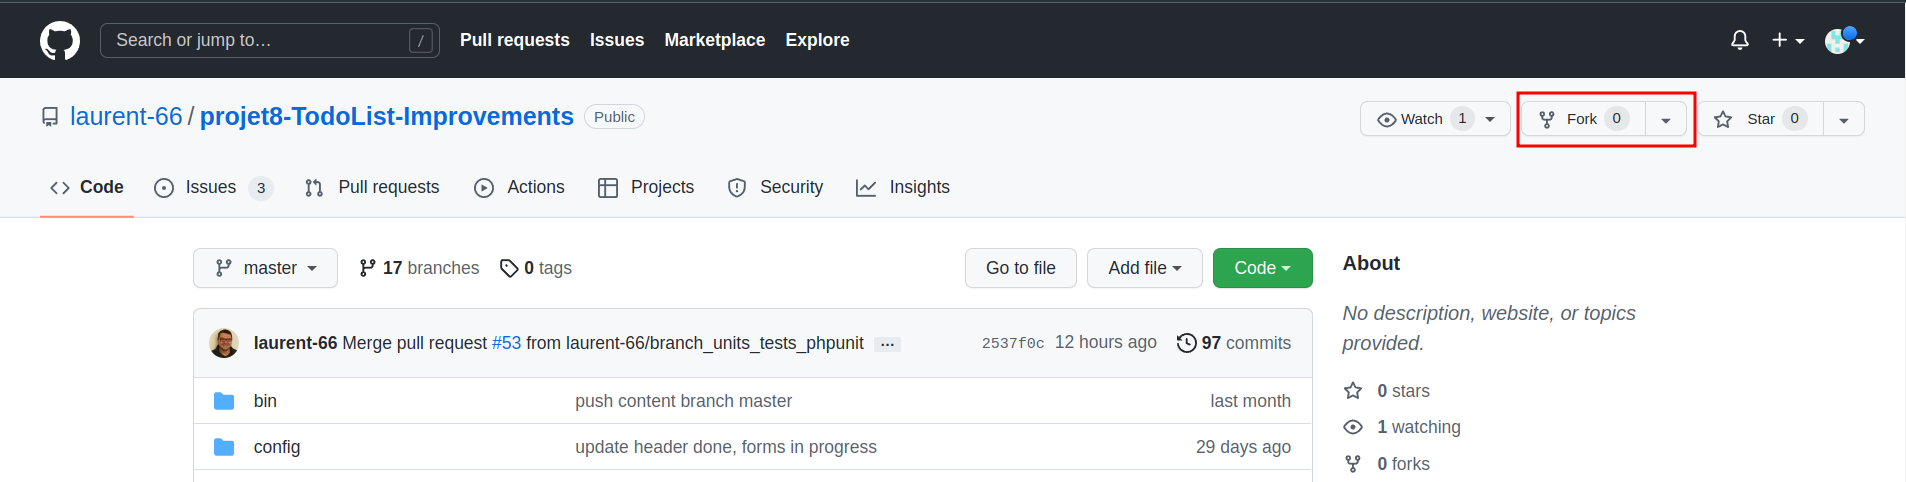 Search or jump to… / Pull requests Issues Marketplace Explore
laurent-66 / projet8-TodoList-Improvements Public Watch 1 Fork 0 Star 0
Code Issues 3 Pull requests Actions Projects Security Insights
master 17 branches 0 tags Go to file Add file Code
laurent-66 Merge pull request #53 from laurent-66/branch_units_tests_phpunit ... 2537f0c 12 hours ago 97 commits
bin push content branch master last month
config update header done, forms in progress 29 days ago
About
No description, website, or topics
provided.
0 stars
1 watching
0 forks